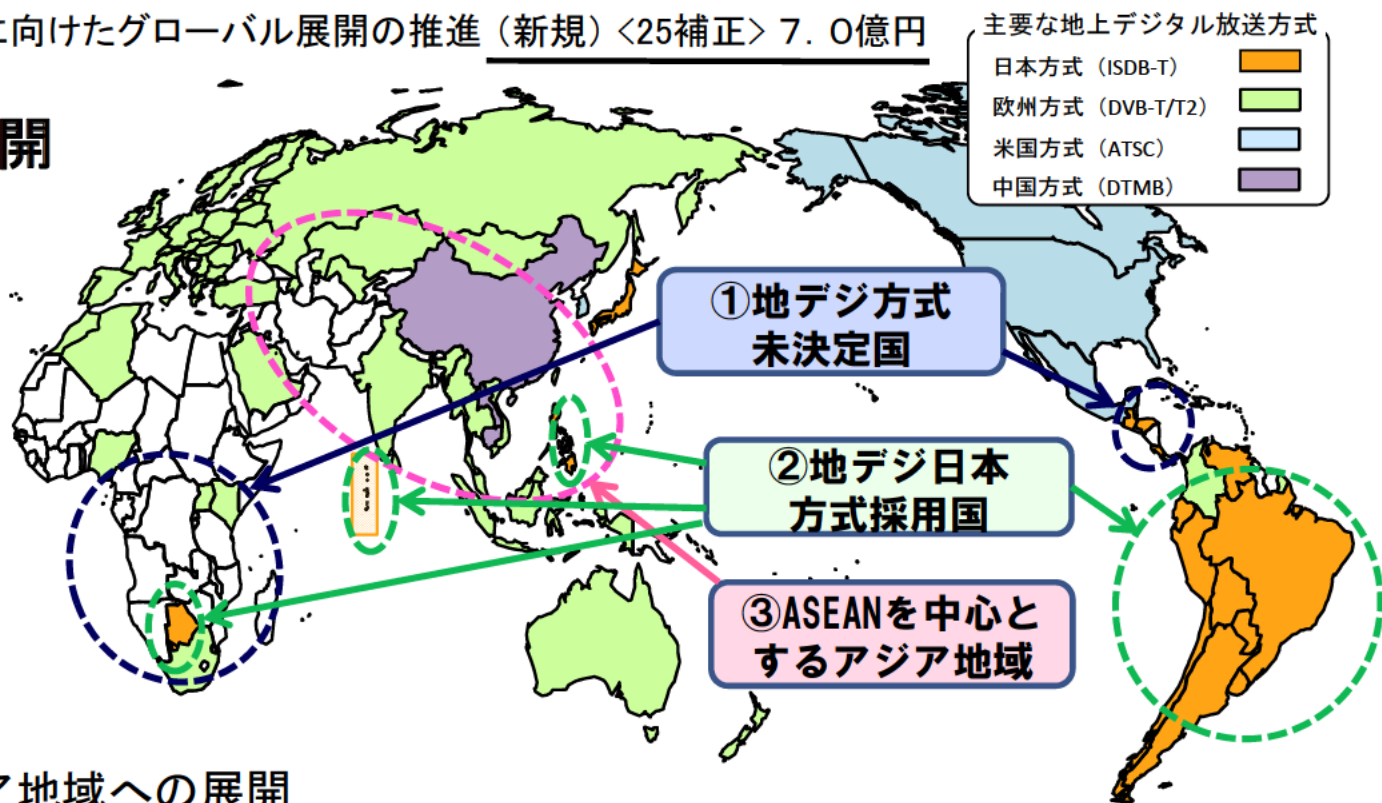 に向けたグローバル展開の推進（新規）<25補正> 7．0億円
開
主要な地上デジタル放送方式
日本方式（ISDB-T）
欧州方式（DVB-T/T2）
米国方式（ATSC）
中国方式（DTMB）
①地デジ方式
未決定国
②地デジ日本
方式採用国
③ASEANを中心と
するアジア地域
ア地域への展開